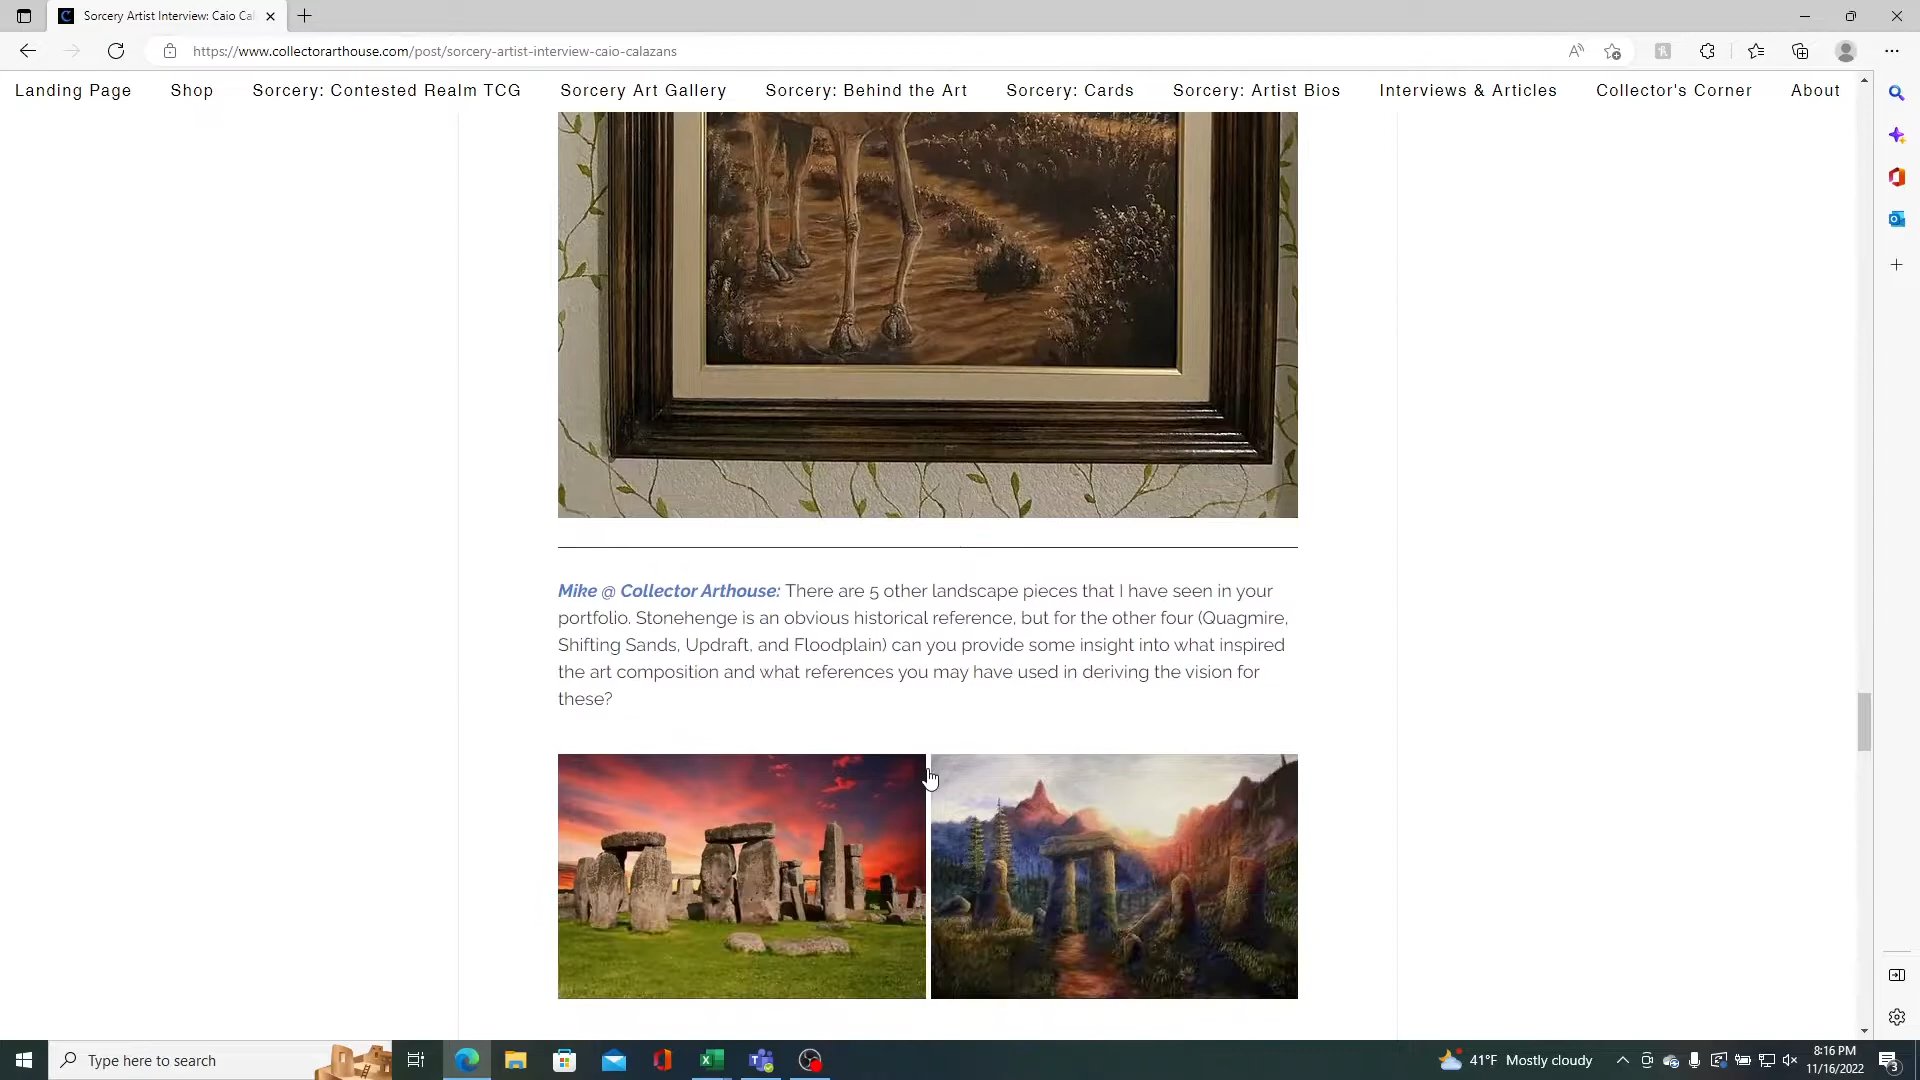 Sorcery Artist Interview: Caio Cal
https://www.collectorarthouse.com/post/sorcery-artist-interview-caio-calazans
Landing Page Shop Sorcery: Contested Realm TCG Sorcery Art Gallery Sorcery: Behind the Art Sorcery: Cards Sorcery: Artist Bios Interviews & Articles Collector's Corner About
Mike @ Collector Arthouse: There are 5 other landscape pieces that I have seen in your
portfolio. Stonehenge is an obvious historical reference, but for the other four (Quagmire,
Shifting Sands, Updraft, and Floodplain) can you provide some insight into what inspired
the art composition and what references you may have used in deriving the vision for
these?
Type here to search
41°F Mostly cloudy
8:16 PM
11/16/2022
3